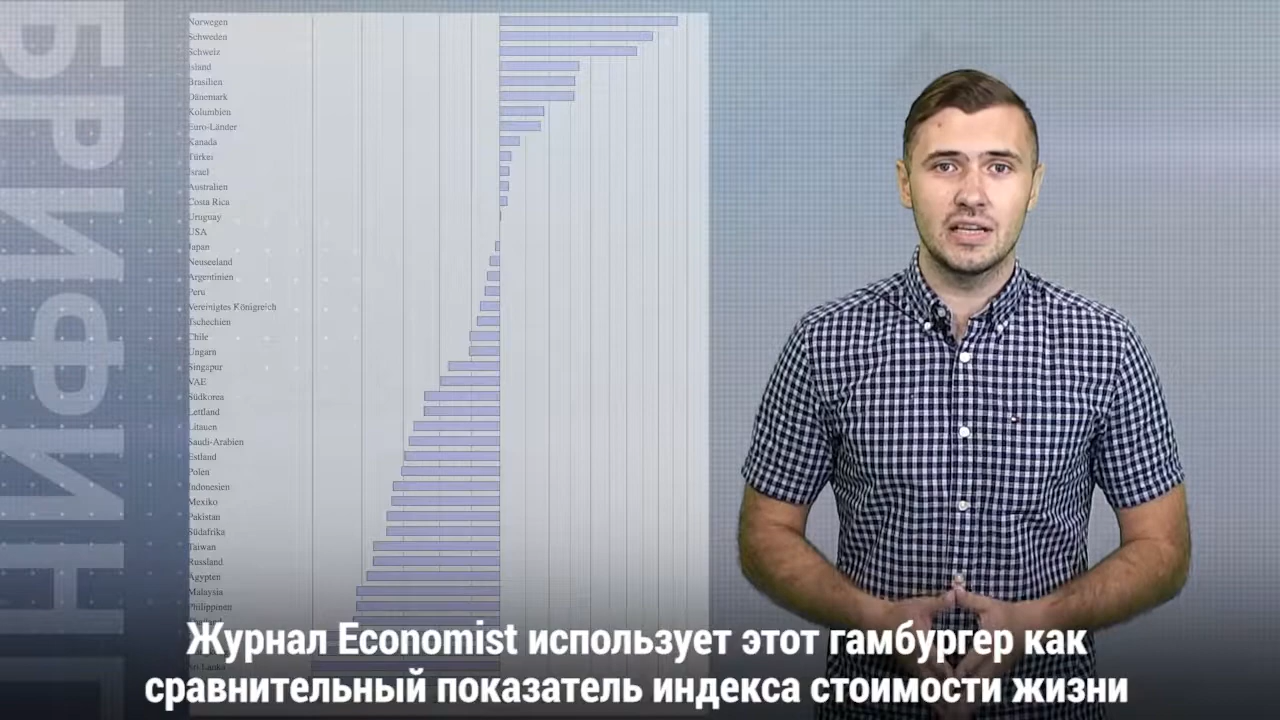 БРИФИНГ
Norwegen
Schweden
Schweiz
Island
Brasilien
Dänemark
Kolumbien
Euro-Länder
Kanada
Türkei
Israel
Australien
Costa Rica
Uruguay
USA
Japan
Neuseeland
Argentinien
Peru
Vereinigtes Königreich
Tschechien
Chile
Ungarn
Singapur
VAE
Südkorea
Lettland
Litauen
Saudi-Arabien
Estland
Polen
Indonesien
Mexiko
Pakistan
Südafrika
Taiwan
Russland
Ägypten
Malaysia
Philippinen
Sri Lanka
Журнал Economist использует этот гамбургер как
сравнительный показатель индекса стоимости жизни